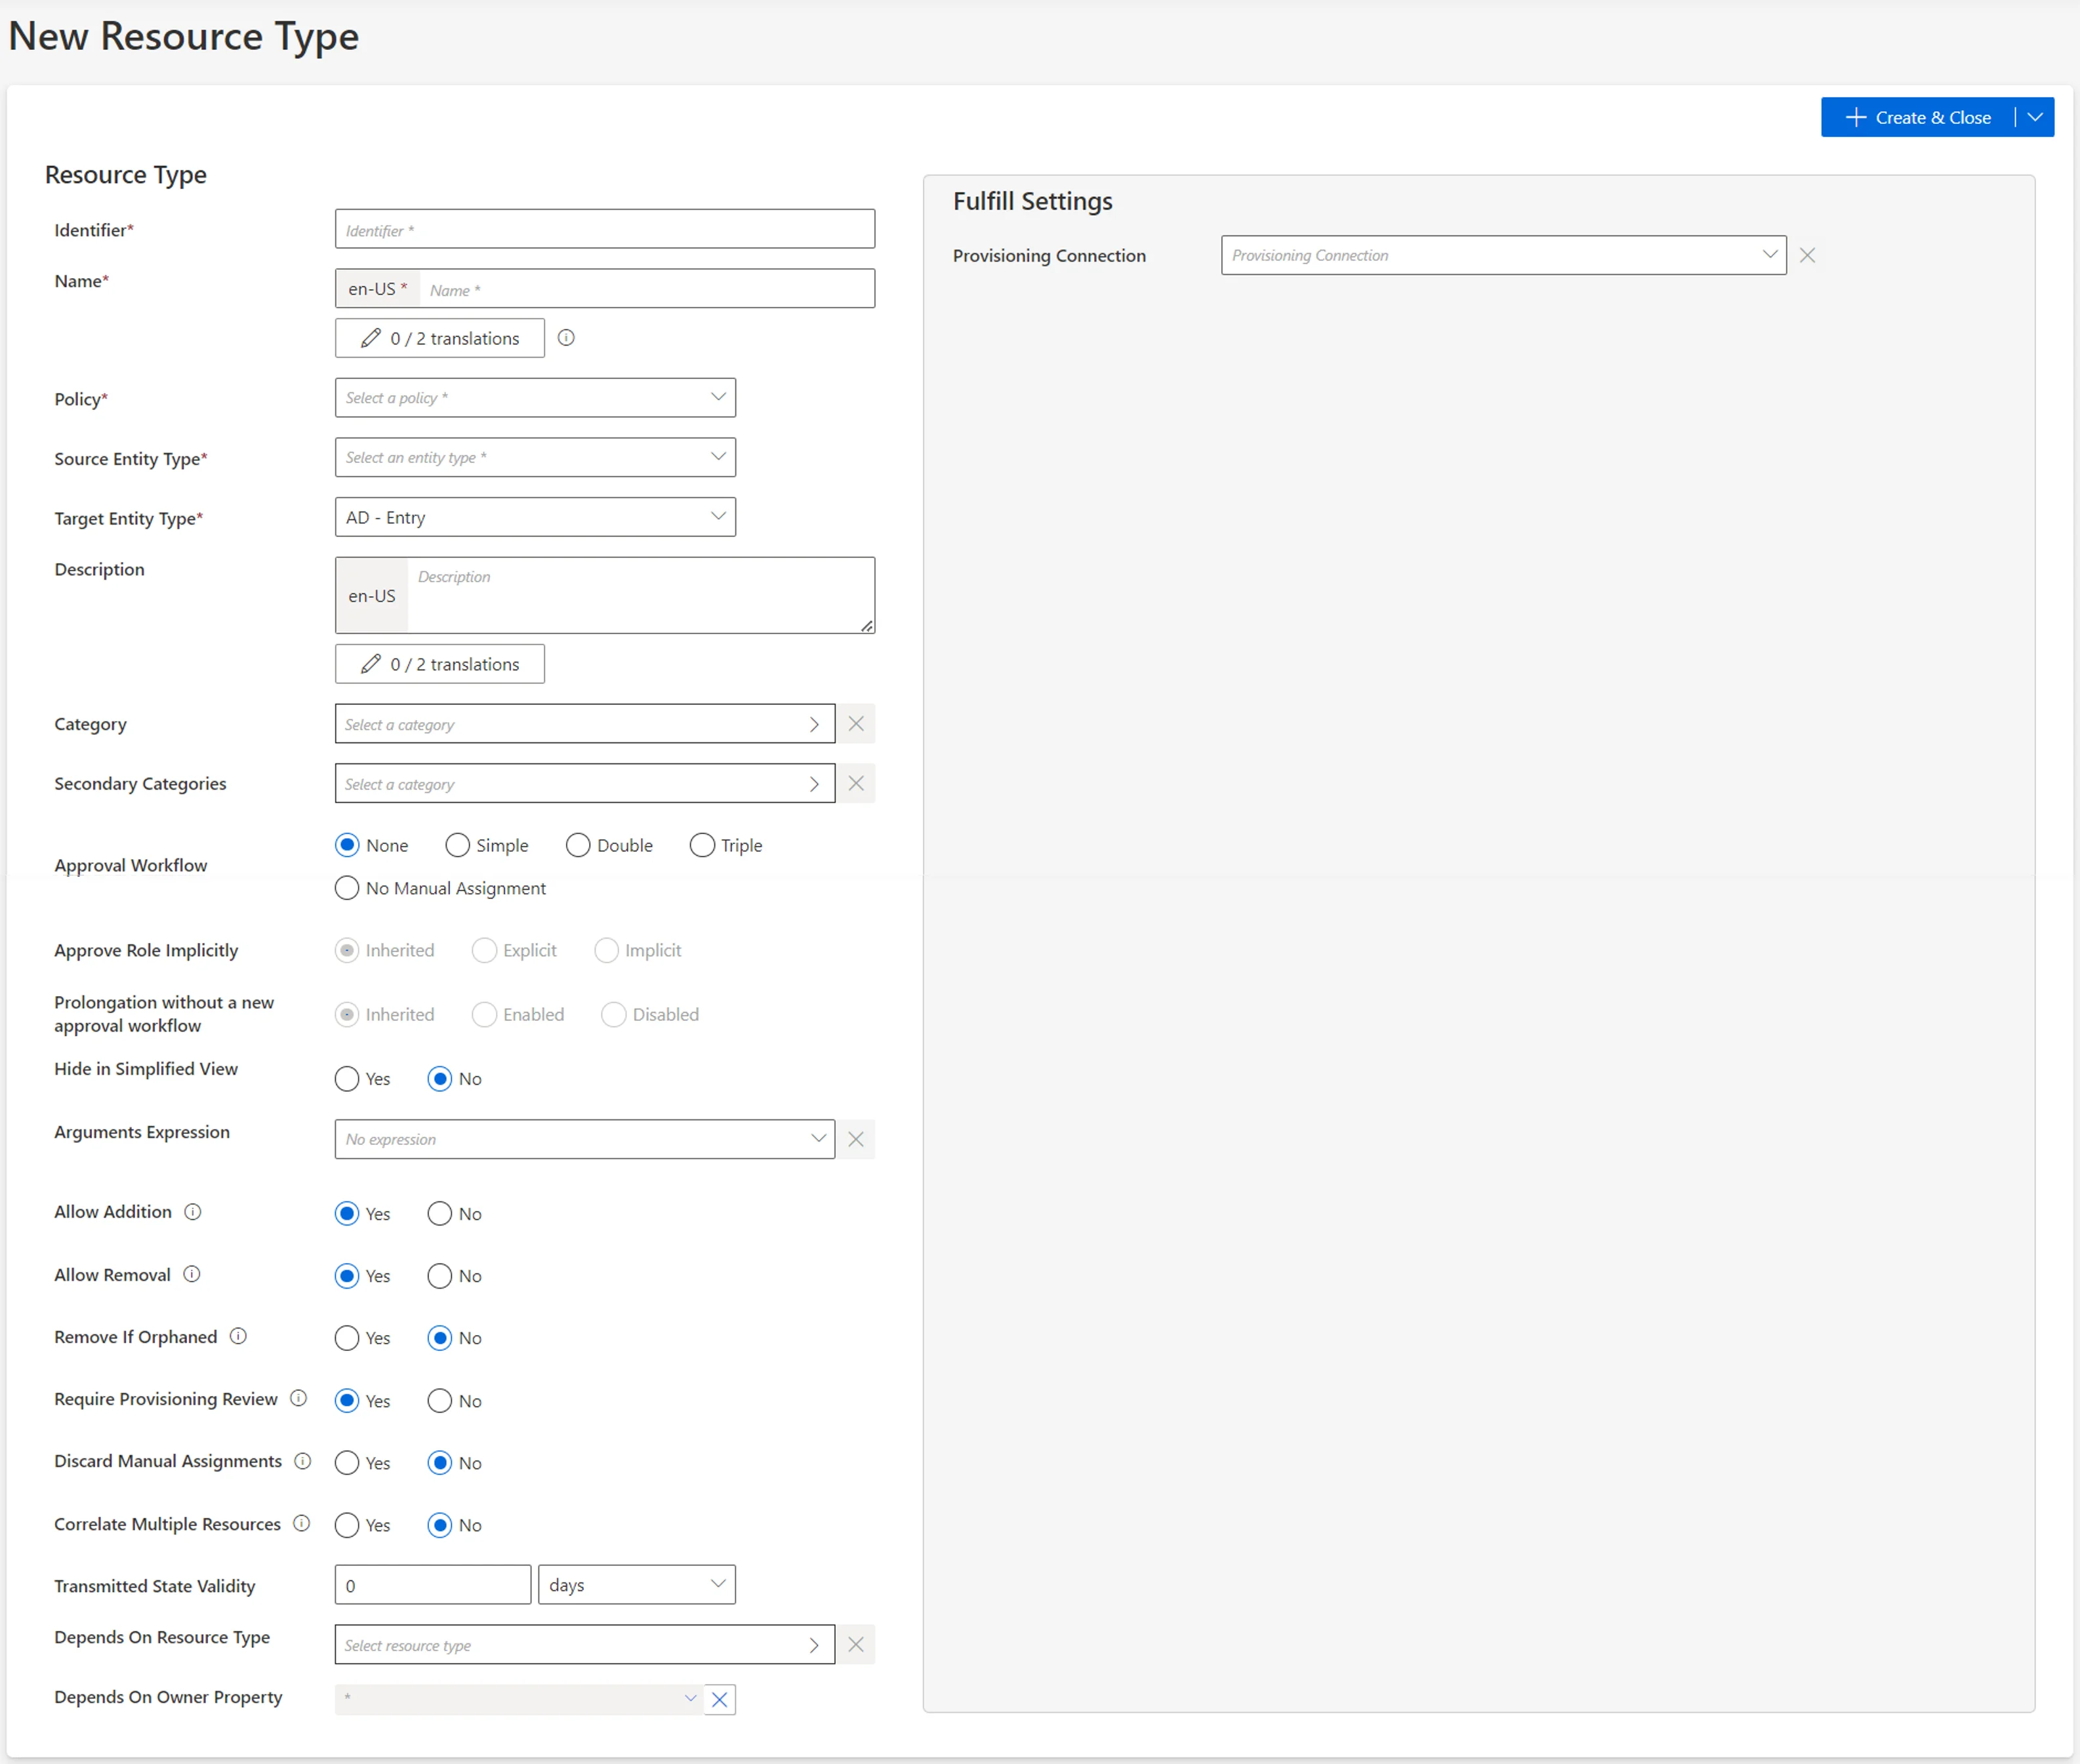 New Resource Type
Create & Close
Resource Type
Identifier*
Identifier *
Name*
en-US *
Name *
0 / 2 translations
Policy*
Select a policy *
Source Entity Type*
Select an entity type *
Target Entity Type*
AD - Entry
Description
en-US
Description
0 / 2 translations
Category
Select a category
Secondary Categories
Select a category
Approval Workflow
None Simple Double Triple
No Manual Assignment
Approve Role Implicitly
Inherited Explicit Implicit
Prolongation without a new
approval workflow
Inherited Enabled Disabled
Hide in Simplified View
Yes No
Arguments Expression
No expression
Allow Addition
Yes No
Allow Removal
Yes No
Remove If Orphaned
Yes No
Require Provisioning Review
Yes No
Discard Manual Assignments
Yes No
Correlate Multiple Resources
Yes No
Transmitted State Validity
0
days
Depends On Resource Type
Select resource type
Depends On Owner Property
*
Fulfill Settings
Provisioning Connection
Provisioning Connection